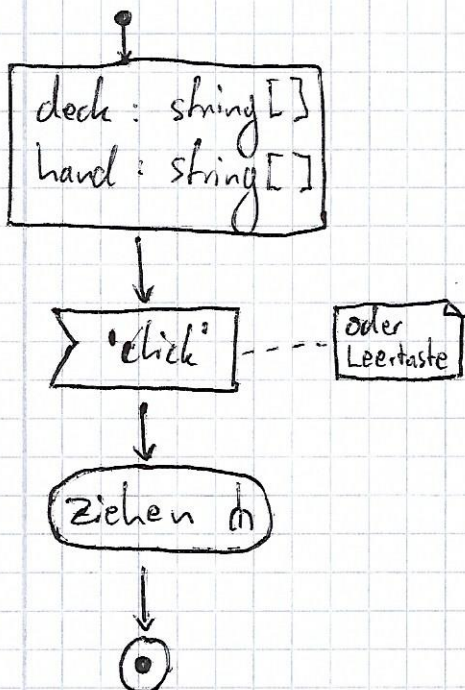 deck : string[]
hand : string[]
'click'
oder
Leertaste
Ziehen